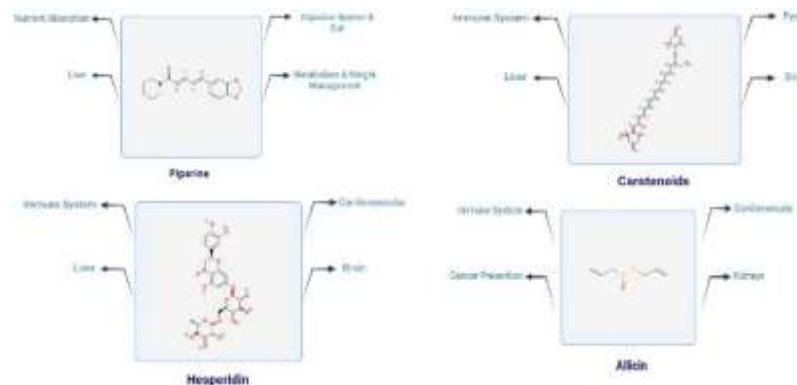 Nutrient Absorption
Digestive System &
Gut
Liver
Metabolism & Weight
Management
Piperine
Immune System
Liver
Carotenoids
Immune System
Cardiovascular
Liver
Brain
Hesperidin
Immune System
Cardiovascular
Cancer Prevention
Kidneys
Allicin